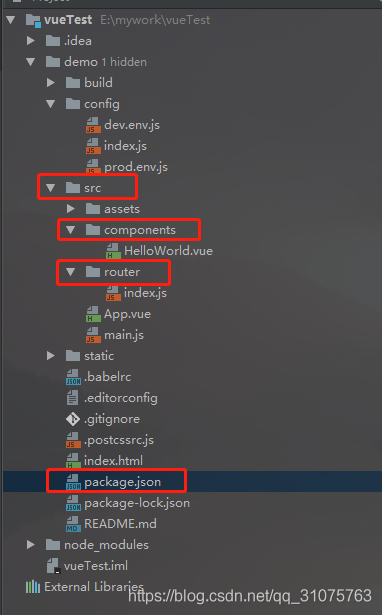 vueTest E:\mywork\vueTest
.idea
demo 1 hidden
build
config
dev.env.js
index.js
prod.env.js
src
assets
components
HelloWorld.vue
router
index.js
App.vue
main.js
static
.babelrc
.editorconfig
.gitignore
.postcssrc.js
index.html
package.json
package-lock.json
README.md
node_modules
vueTest.iml
External Libraries
https://blog.csdn.net/qq_31075763